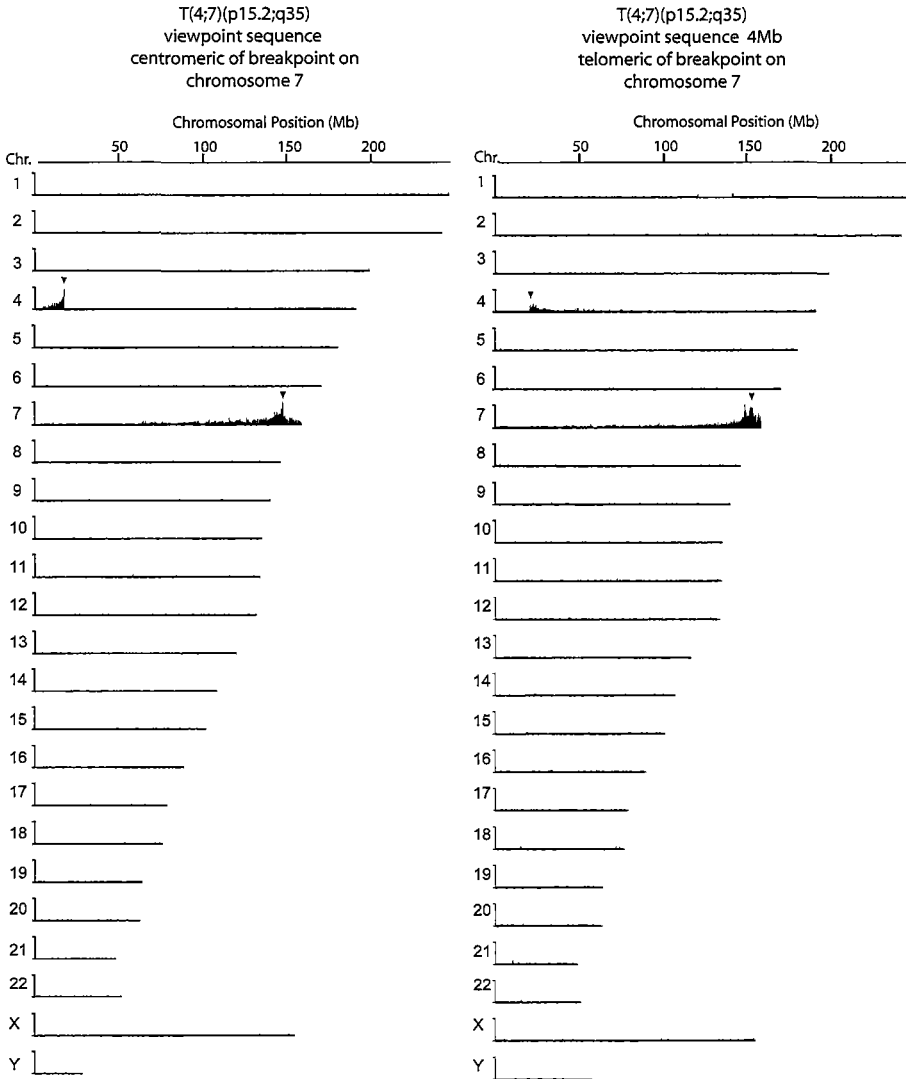 T(4;7)(p15.2;q35)
viewpoint sequence
centromeric of breakpoint on
chromosome 7
Chromosomal Position (Mb)
50 100 150 200
Chr.
1
2
3
4
5
6
7
8
9
10
11
12
13
14
15
16
17
18
19
20
21
22
X
Y
T(4;7)(p15.2;q35)
viewpoint sequence 4Mb
telomeric of breakpoint on
chromosome 7
Chromosomal Position (Mb)
50 100 150 200
Chr.
1
2
3
4
5
6
7
8
9
10
11
12
13
14
15
16
17
18
19
20
21
22
X
Y